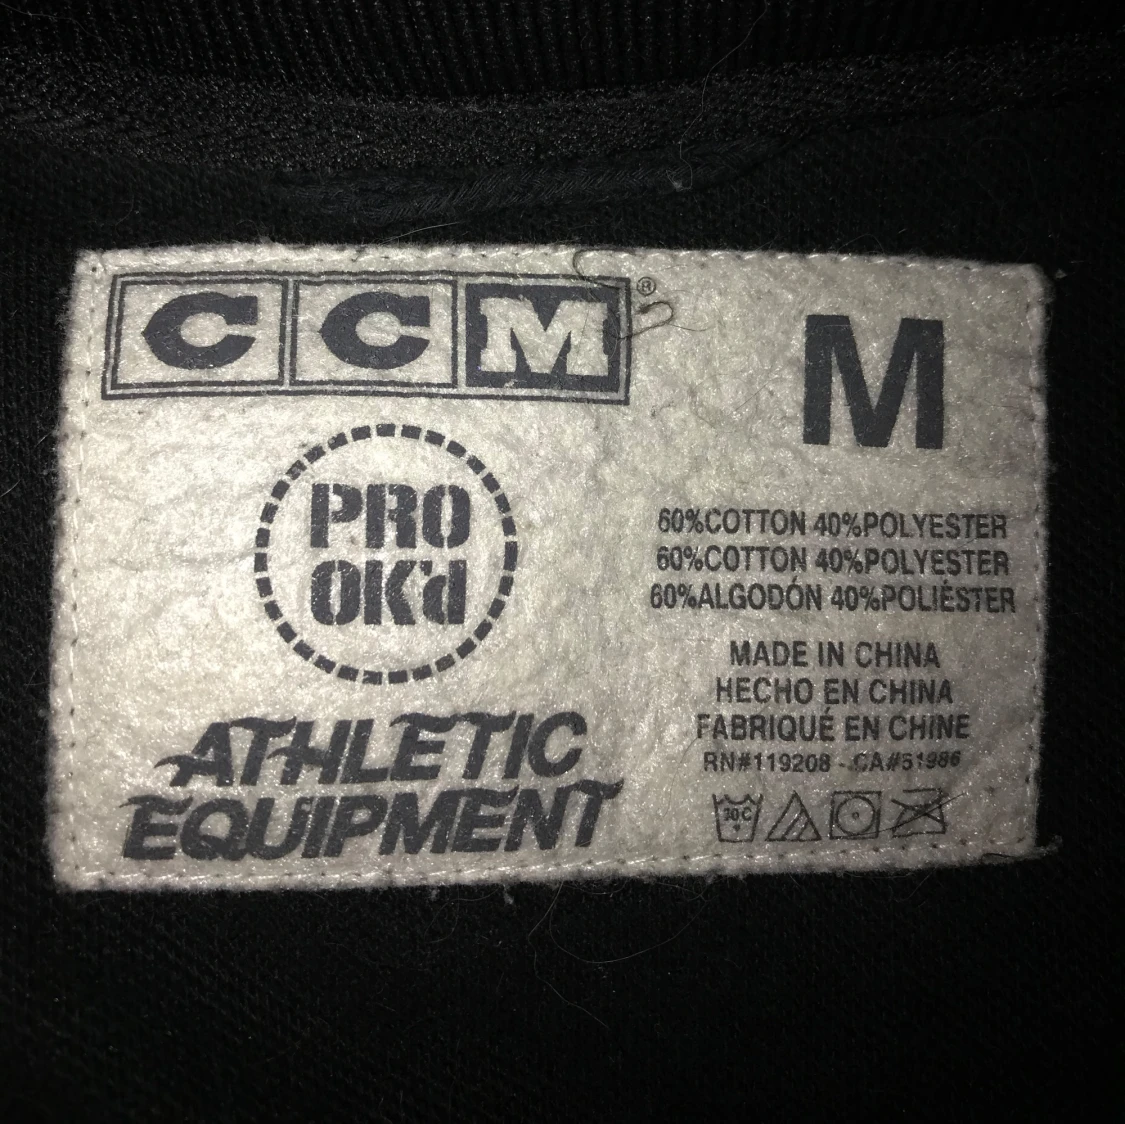 CCM®
PRO
OK'd
ATHLETIC
EQUIPMENT
M
60%COTTON 40%POLYESTER
60%COTTON 40%POLYESTER
60%ALGODÓN 40%POLIÉSTER
MADE IN CHINA
HECHO EN CHINA
FABRIQUÉ EN CHINE
RN#119208 - CA#51986
30C